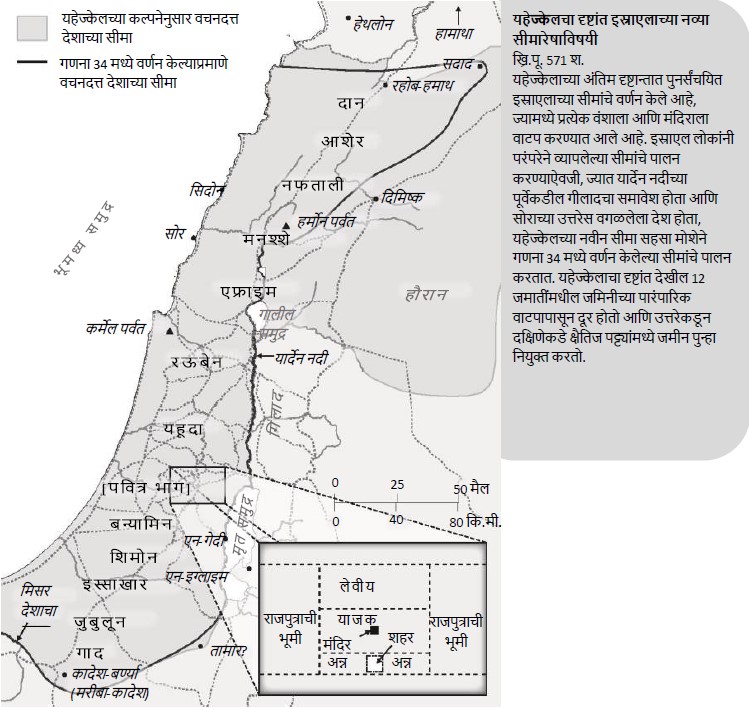 यहेज्केलच्या कल्पनेनुसार वचनदत्त
देशाच्या सीमा
गणना 34 मध्ये वर्णन केल्याप्रमाणे
वचनदत्त देशाच्या सीमा
यहेज्केलचा दृष्टांत इस्राएलाच्या नव्या
सीमारेषाविषयी
ख्रि.पू. 571 श.
यहेज्केलाच्या अंतिम दृष्टान्तात पुनर्संचयित
इस्राएलाच्या सीमांचे वर्णन केले आहे,
ज्यामध्ये प्रत्येक वंशाला आणि मंदिराला
वाटप करण्यात आले आहे. इस्राएल लोकांनी
परंपरेने व्यापलेल्या सीमांचे पालन
करण्याऐवजी, ज्यात यार्देन नदीच्या
पूर्वेकडील गीलादचा समावेश होता आणि
सोराच्या उत्तरेस वगळलेला देश होता,
यहेज्केलच्या नवीन सीमा सहसा मोशेने
गणना 34 मध्ये वर्णन केलेल्या सीमांचे पालन
करतात. यहेज्केलाचा दृष्टांत देखील 12
जमातींमधील जमिनीच्या पारंपारिक
वाटपापासून दूर होतो आणि उत्तरेकडून
दक्षिणेकडे क्षैतिज पट्ट्यांमध्ये जमीन पुन्हा
नियुक्त करतो.
हेथलोन
हामाथा
सदाद
रहोब-हमाथ
दान
आशेर
नफताली
सिदोन
दिमिष्क
हर्मोन पर्वत
सोर
मनश्शे
भूमध्य समुद्र
एफ्राइम
हौरान
गालील
समुद्र
कर्मेल पर्वत
रऊबेन
यार्देन नदी
गिलाद
यहूदा
[पवित्र भाग]
0 25 50 मैल
0 40 80 कि.मी.
मृत समुद्र
बन्यामिन
एन-गेदी
शिमोन
एन-इग्लाइम
इस्साखार
मिसर
देशाचा
जुबुलून
गाद
तामार?
कादेश-बर्ण्या
(मरीबा-कादेश)
लेवीय
राजपुत्राची
भूमी
याजक
मंदिर
शहर
राजपुत्राची
भूमी
अन्न अन्न